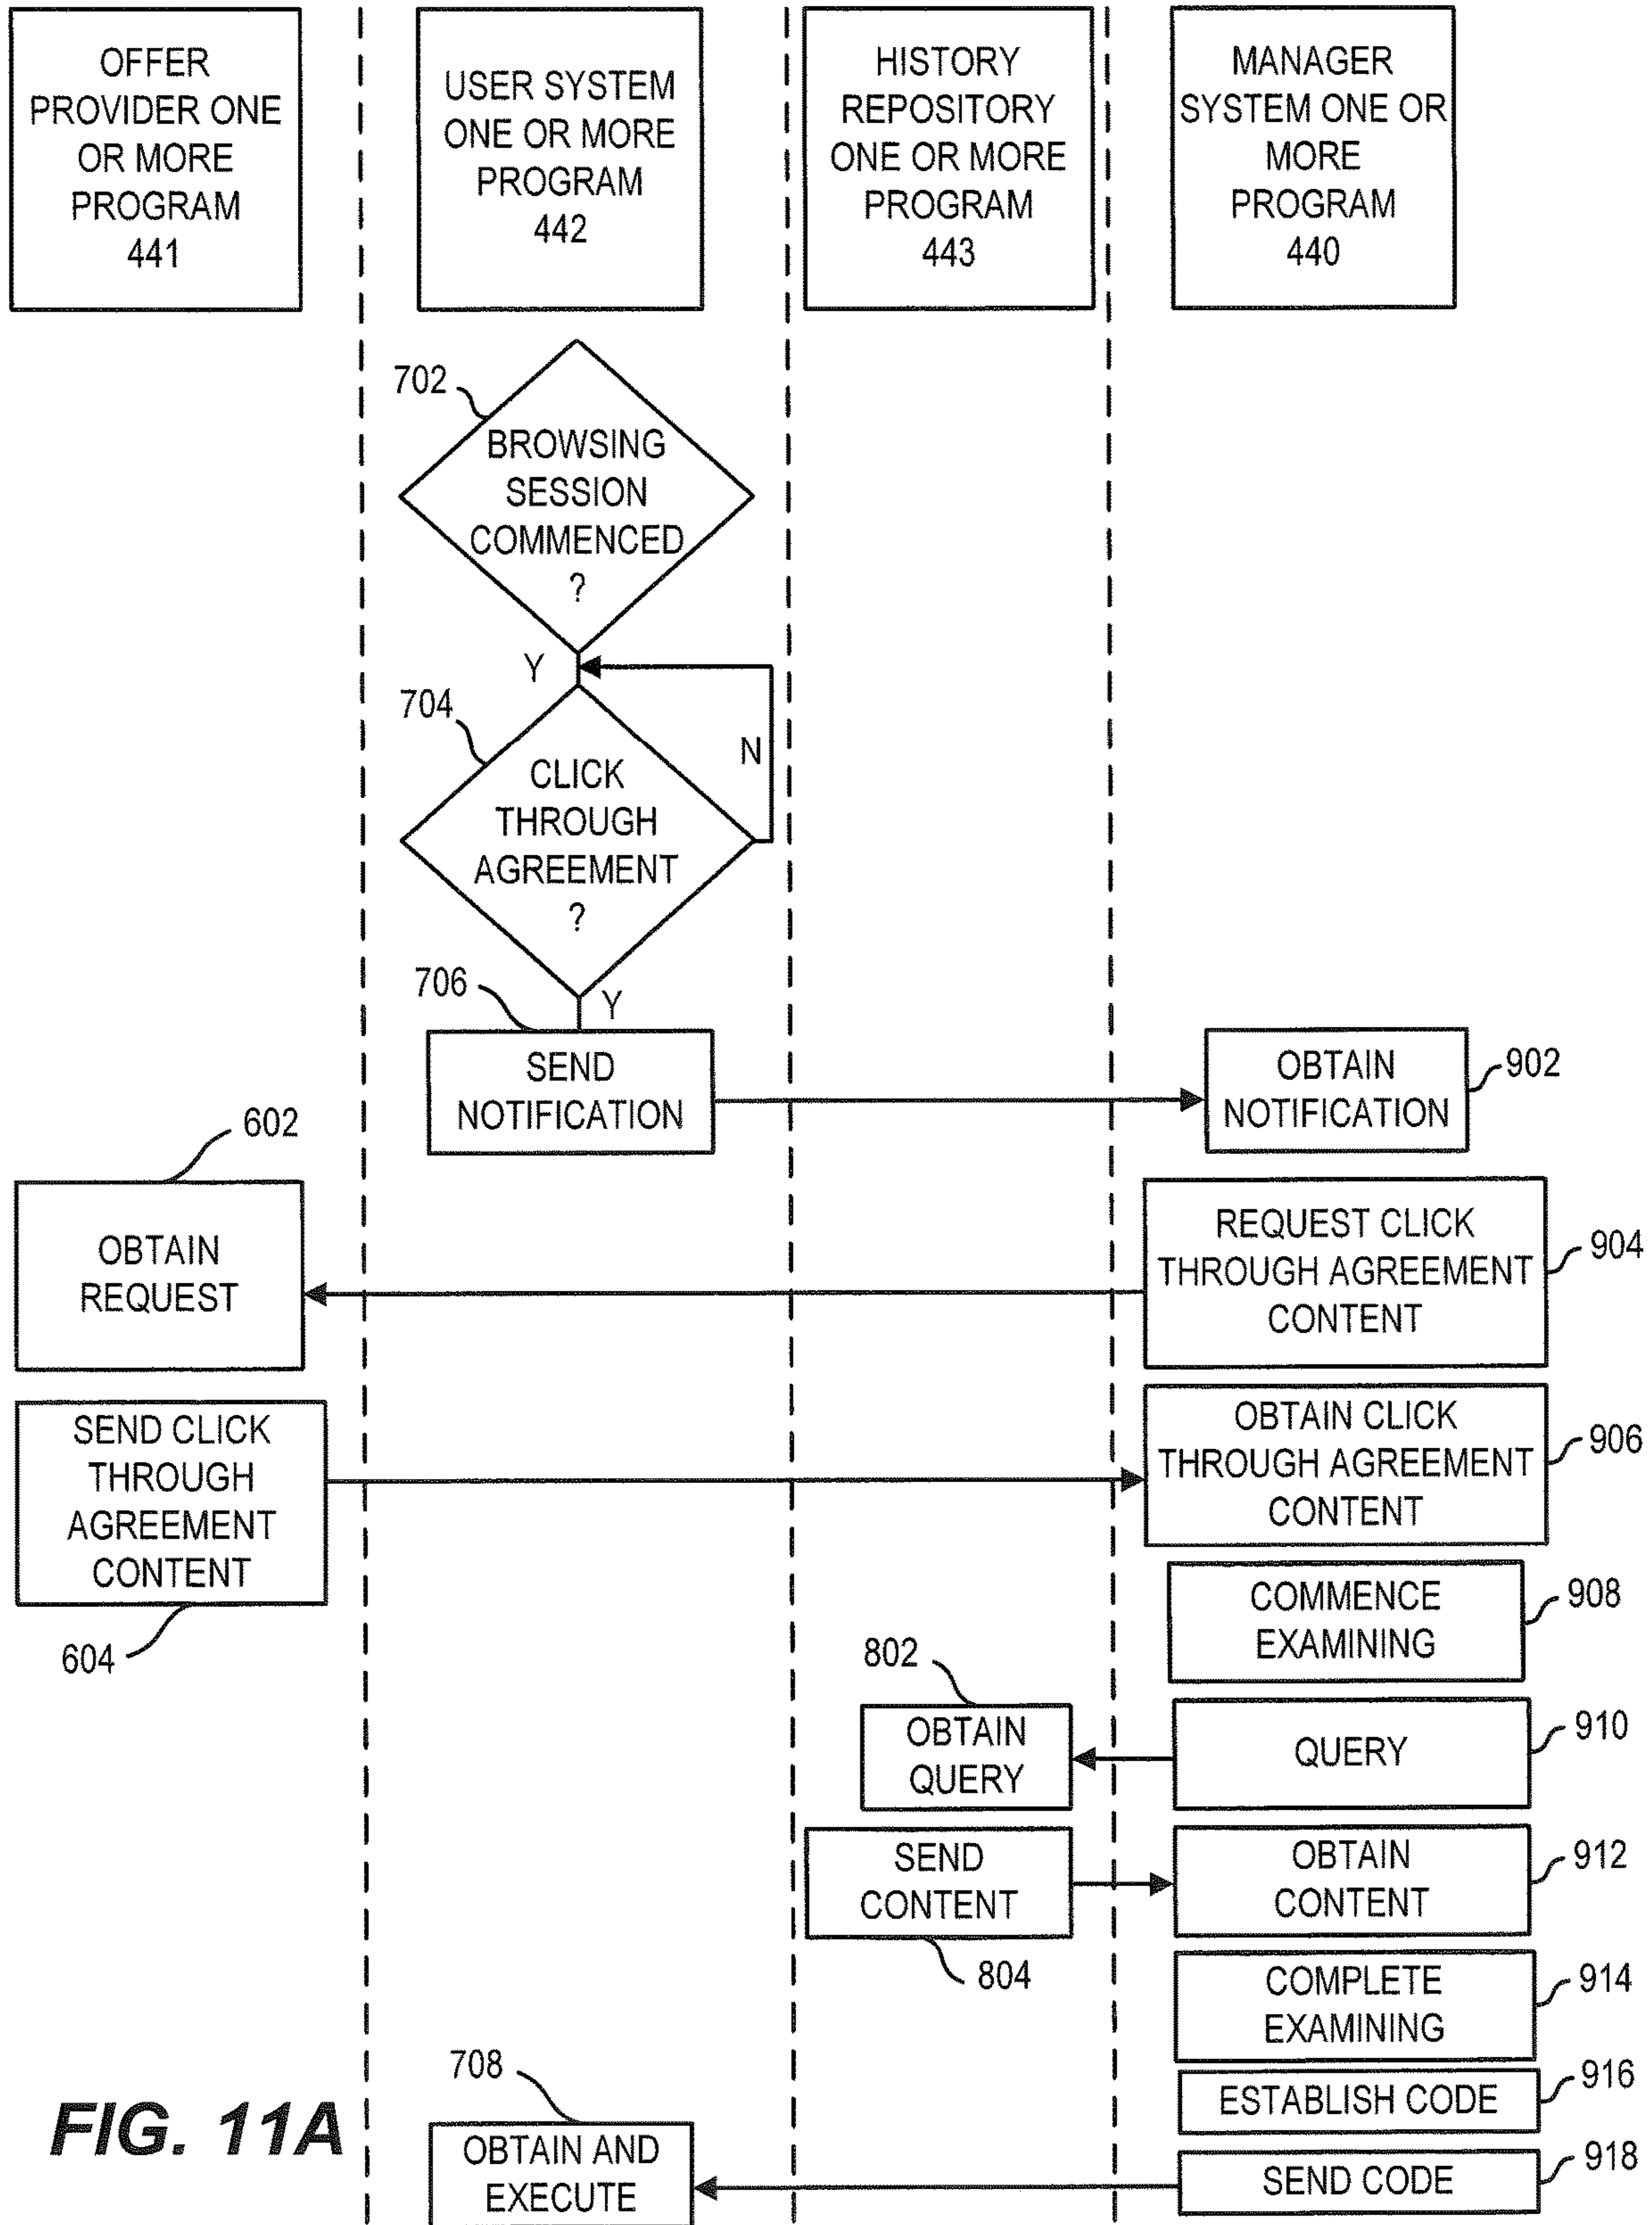 OFFER
PROVIDER ONE
OR MORE
PROGRAM
441
USER SYSTEM
ONE OR MORE
PROGRAM
442
HISTORY
REPOSITORY
ONE OR MORE
PROGRAM
443
MANAGER
SYSTEM ONE OR
MORE
PROGRAM
440
702
BROWSING
SESSION
COMMENCED
?
Y
704
N
CLICK
THROUGH
AGREEMENT
?
706
Y
SEND
NOTIFICATION
OBTAIN
NOTIFICATION
902
602
OBTAIN
REQUEST
REQUEST CLICK
THROUGH AGREEMENT
CONTENT
904
SEND CLICK
THROUGH
AGREEMENT
CONTENT
604
OBTAIN CLICK
THROUGH AGREEMENT
CONTENT
906
COMMENCE
EXAMINING
908
802
OBTAIN
QUERY
QUERY
910
SEND
CONTENT
804
OBTAIN
CONTENT
912
COMPLETE
EXAMINING
914
ESTABLISH CODE
916
708
OBTAIN AND
EXECUTE
SEND CODE
918
FIG. 11A